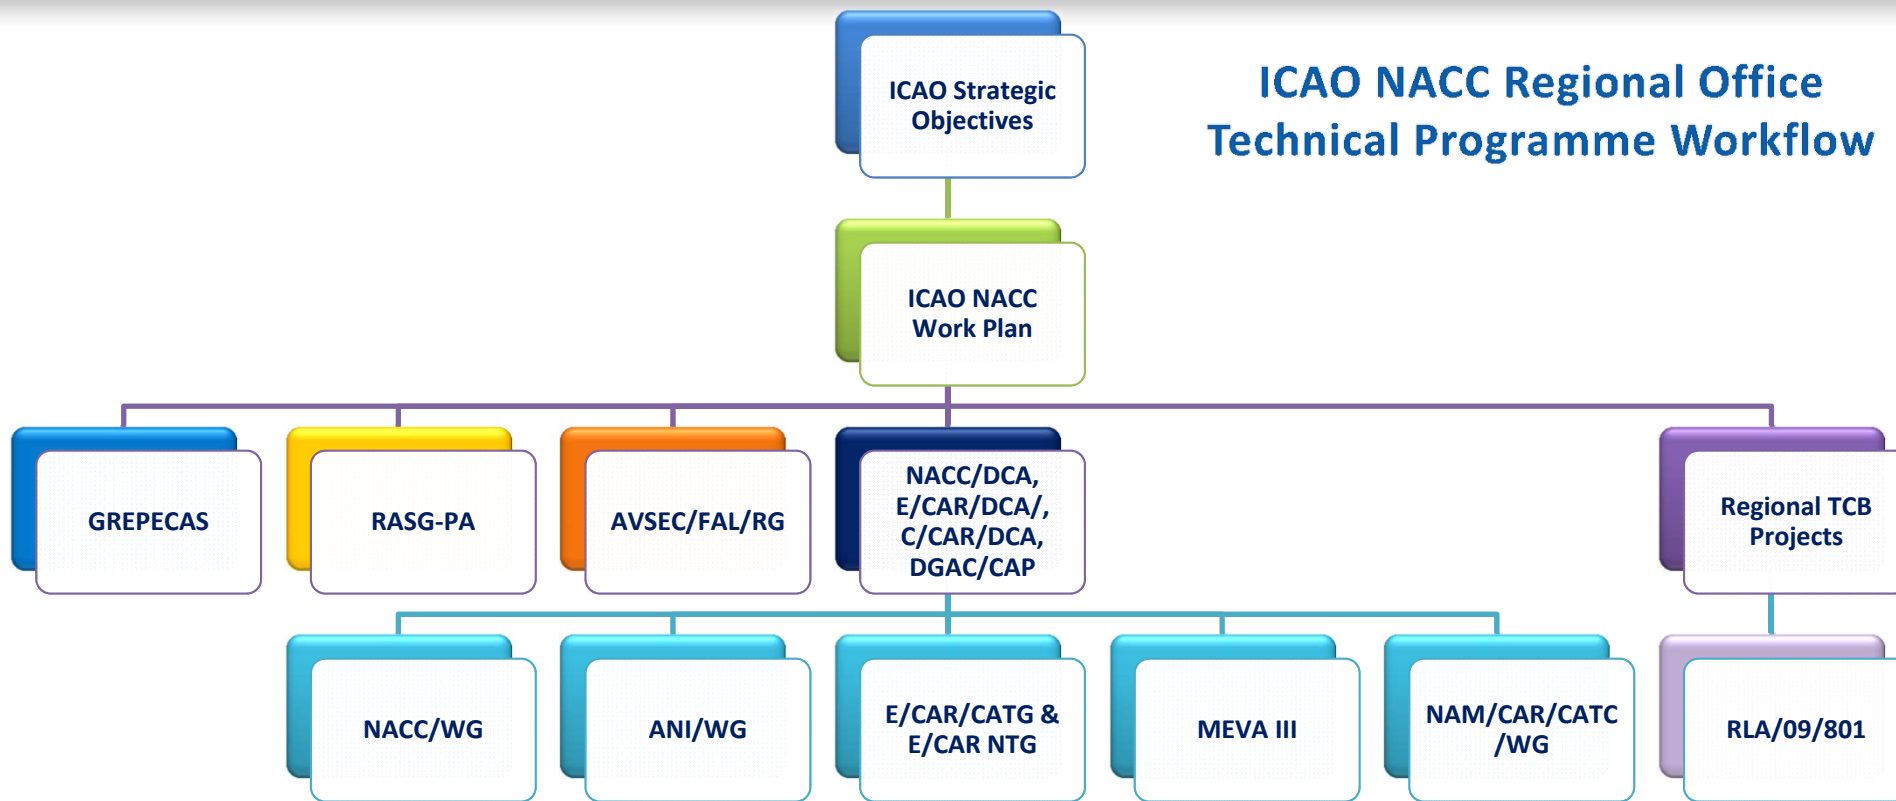 ICAO Strategic
Objectives
ICAO NACC Regional Office
Technical Programme Workflow
ICAO NACC
Work Plan
GREPECAS
RASG-PA
AVSEC/FAL/RG
NACC/DCA,
E/CAR/DCA/,
C/CAR/DCA,
DGAC/CAP
Regional TCB
Projects
NACC/WG
ANI/WG
E/CAR/CATG &
E/CAR NTG
MEVA III
NAM/CAR/CATC
/WG
RLA/09/801